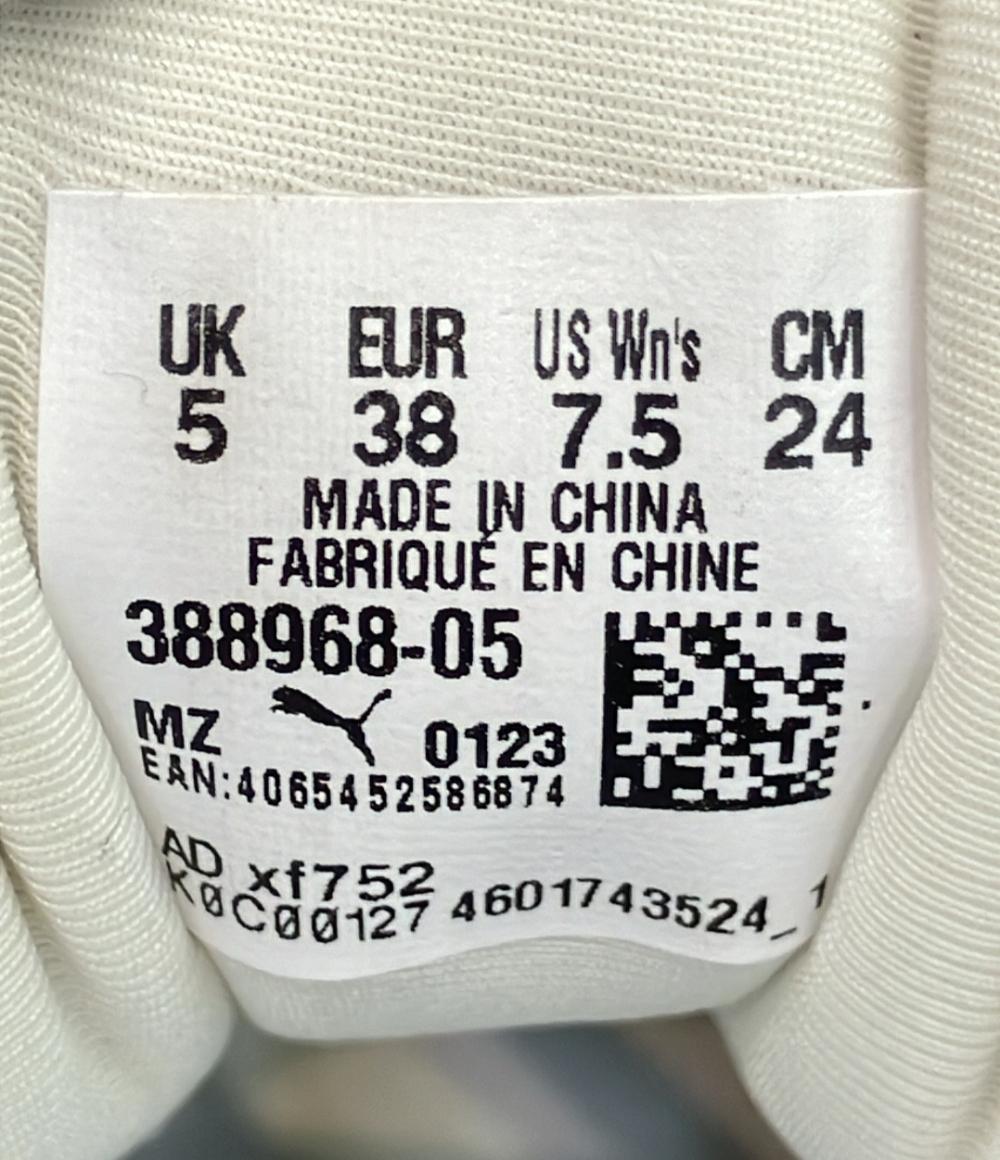 UK EUR US Wn's CM
5 38 7.5 24
MADE IN CHINA
FABRIQUÉ EN CHINE
388968-05
MZ 0123
EAN:4065452586874
AD xf752
K0C00127 4601743524_1